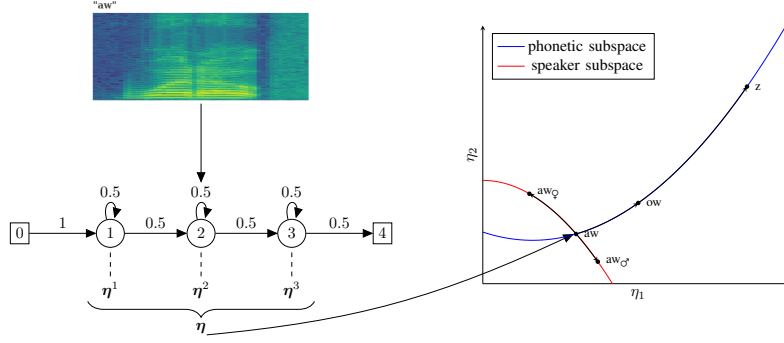 "aw"
phonetic subspace
speaker subspace
z
η₂
0.5 0.5 0.5
aw♀
ow
0 1 1 0.5 2 0.5 3 0.5 4
aw
aw♂
η¹ η² η³
η₁
η